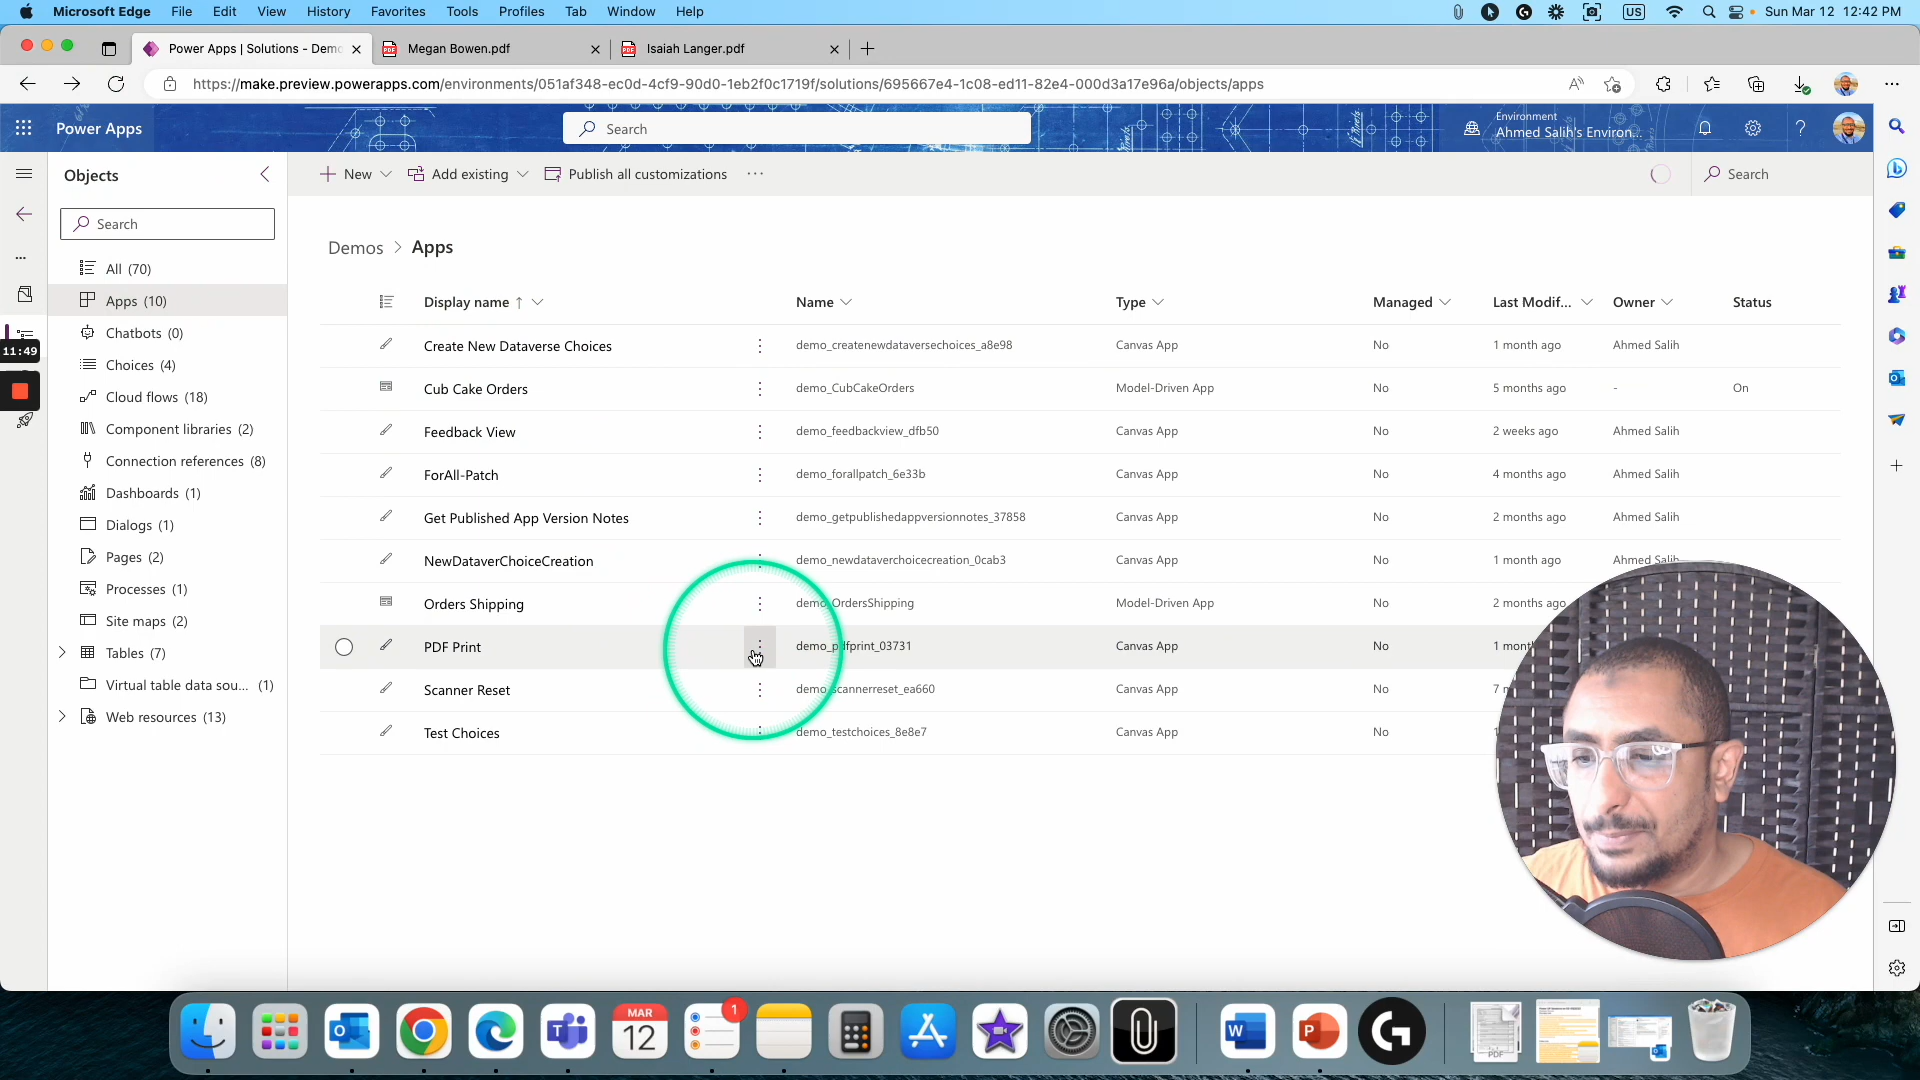 Microsoft Edge File Edit View History Favorites Tools Profiles Tab Window Help US Sun Mar 12 12:42 PM
Power Apps | Solutions - Demo Megan Bowen.pdf Isaiah Langer.pdf
https://make.preview.powerapps.com/environments/051af348-ec0d-4cf9-90d0-1eb2f0c1719f/solutions/695667e4-1c08-ed11-82e4-000d3a17e96a/objects/apps
Power Apps Search Environment
Ahmed Salih's Environ...
Objects New Add existing Publish all customizations ... Search
Search
Demos > Apps
All (70)
Apps (10)
Chatbots (0)
Choices (4)
Cloud flows (18)
Component libraries (2)
Connection references (8)
Dashboards (1)
Dialogs (1)
Pages (2)
Processes (1)
Site maps (2)
Tables (7)
Virtual table data sou... (1)
Web resources (13)
11:49
Display name ↑ Name Type Managed Last Modif... Owner Status
Create New Dataverse Choices demo_createnewdataversechoices_a8e98 Canvas App No 1 month ago Ahmed Salih
Cub Cake Orders demo_CubCakeOrders Model-Driven App No 5 months ago - On
Feedback View demo_feedbackview_dfb50 Canvas App No 2 weeks ago Ahmed Salih
ForAll-Patch demo_forallpatch_6e33b Canvas App No 4 months ago Ahmed Salih
Get Published App Version Notes demo_getpublishedappversionnotes_37858 Canvas App No 2 months ago Ahmed Salih
NewDataverChoiceCreation demo_newdataverchoicecreation_0cab3 Canvas App No 1 month ago Ahmed Salih
Orders Shipping demo_OrdersShipping Model-Driven App No 2 months ago
PDF Print demo_pdfprint_03731 Canvas App No 1 mont
Scanner Reset demo_scannerreset_ea660 Canvas App No 7
Test Choices demo_testchoices_8e8e7 Canvas App No
MAR
12
1
PDF